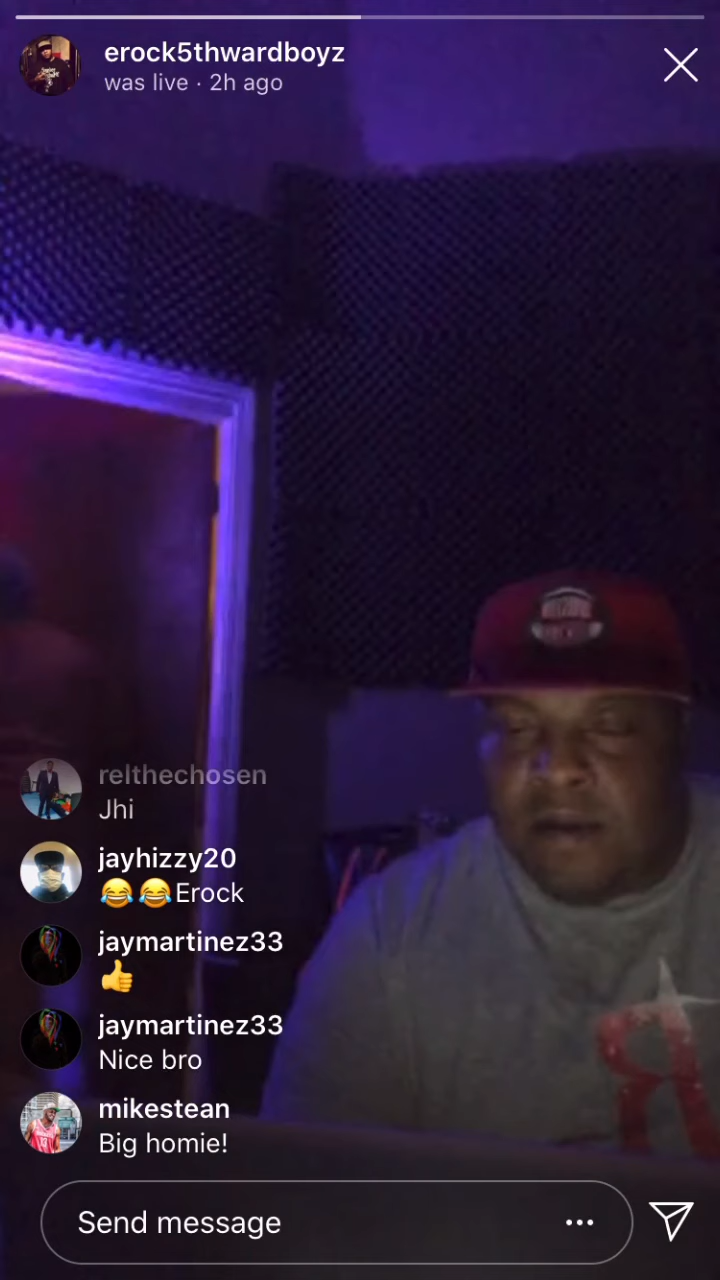 erock5thwardboyz
was live · 2h ago
relthechosen
Jhi
jayhizzy20
😂😂Erock
jaymartinez33
👍
jaymartinez33
Nice bro
mikestean
Big homie!
Send message